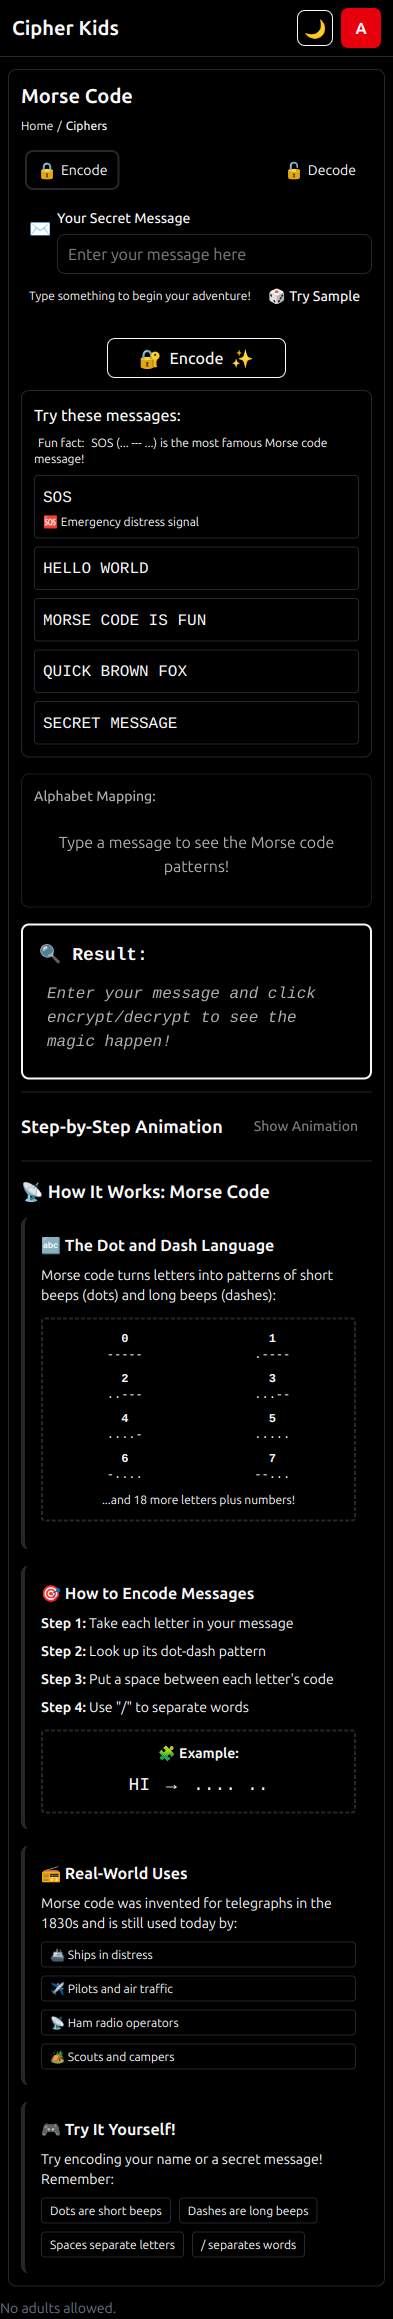 Cipher Kids
A
Morse Code
Home / Ciphers
Encode
Decode
Your Secret Message
Enter your message here
Type something to begin your adventure!
Try Sample
Encode
Try these messages:
Fun fact: SOS (... --- ...) is the most famous Morse code
message!
SOS
🆘 Emergency distress signal
HELLO WORLD
MORSE CODE IS FUN
QUICK BROWN FOX
SECRET MESSAGE
Alphabet Mapping:
Type a message to see the Morse code
patterns!
Result:
Enter your message and click
encrypt/decrypt to see the
magic happen!
Step-by-Step Animation
Show Animation
How It Works: Morse Code
🔤 The Dot and Dash Language
Morse code turns letters into patterns of short
beeps (dots) and long beeps (dashes):
0 1
----- .----
2 3
..--- ...--
4 5
....- .....
6 7
-.... --...
...and 18 more letters plus numbers!
How to Encode Messages
Step 1: Take each letter in your message
Step 2: Look up its dot-dash pattern
Step 3: Put a space between each letter's code
Step 4: Use "/" to separate words
Example:
HI → .... ..
Real-World Uses
Morse code was invented for telegraphs in the
1830s and is still used today by:
Ships in distress
Pilots and air traffic
Ham radio operators
Scouts and campers
Try It Yourself!
Try encoding your name or a secret message!
Remember:
Dots are short beeps
Dashes are long beeps
Spaces separate letters
/ separates words
No adults allowed.